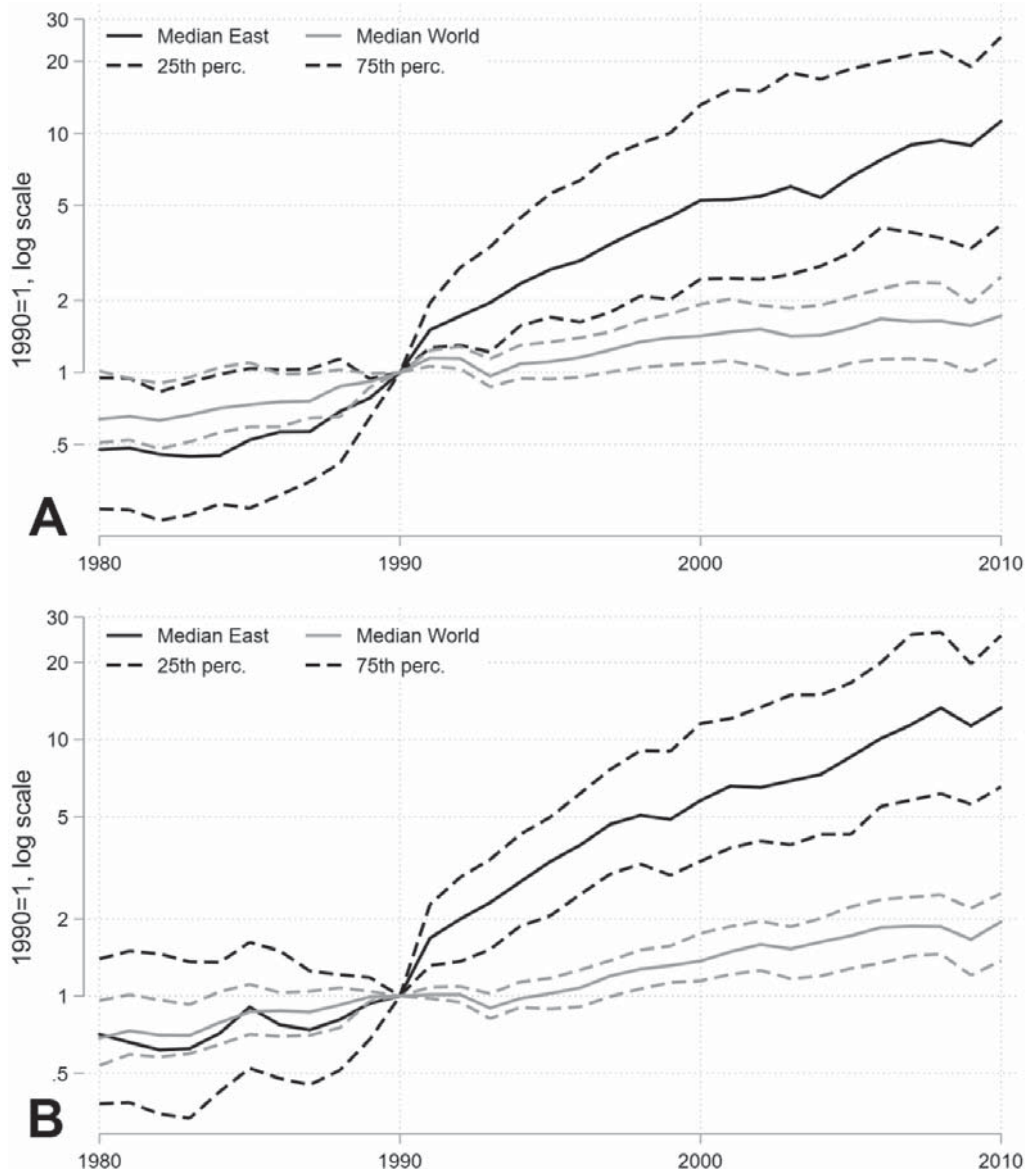 30
Median East
Median World
20
25th perc.
75th perc.
10
5
2
1
.5
1990=1, log scale
A
1980
1990
2000
2010
30
Median East
Median World
20
25th perc.
75th perc.
10
5
2
1
.5
1990=1, log scale
B
1980
1990
2000
2010